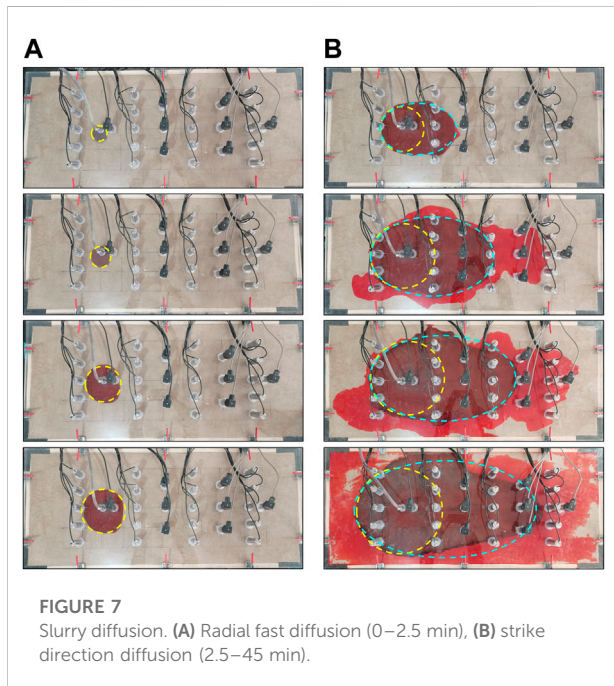 A
B
FIGURE 7
Slurry diffusion. (A) Radial fast diffusion (0–2.5 min), (B) strike
direction diffusion (2.5–45 min).